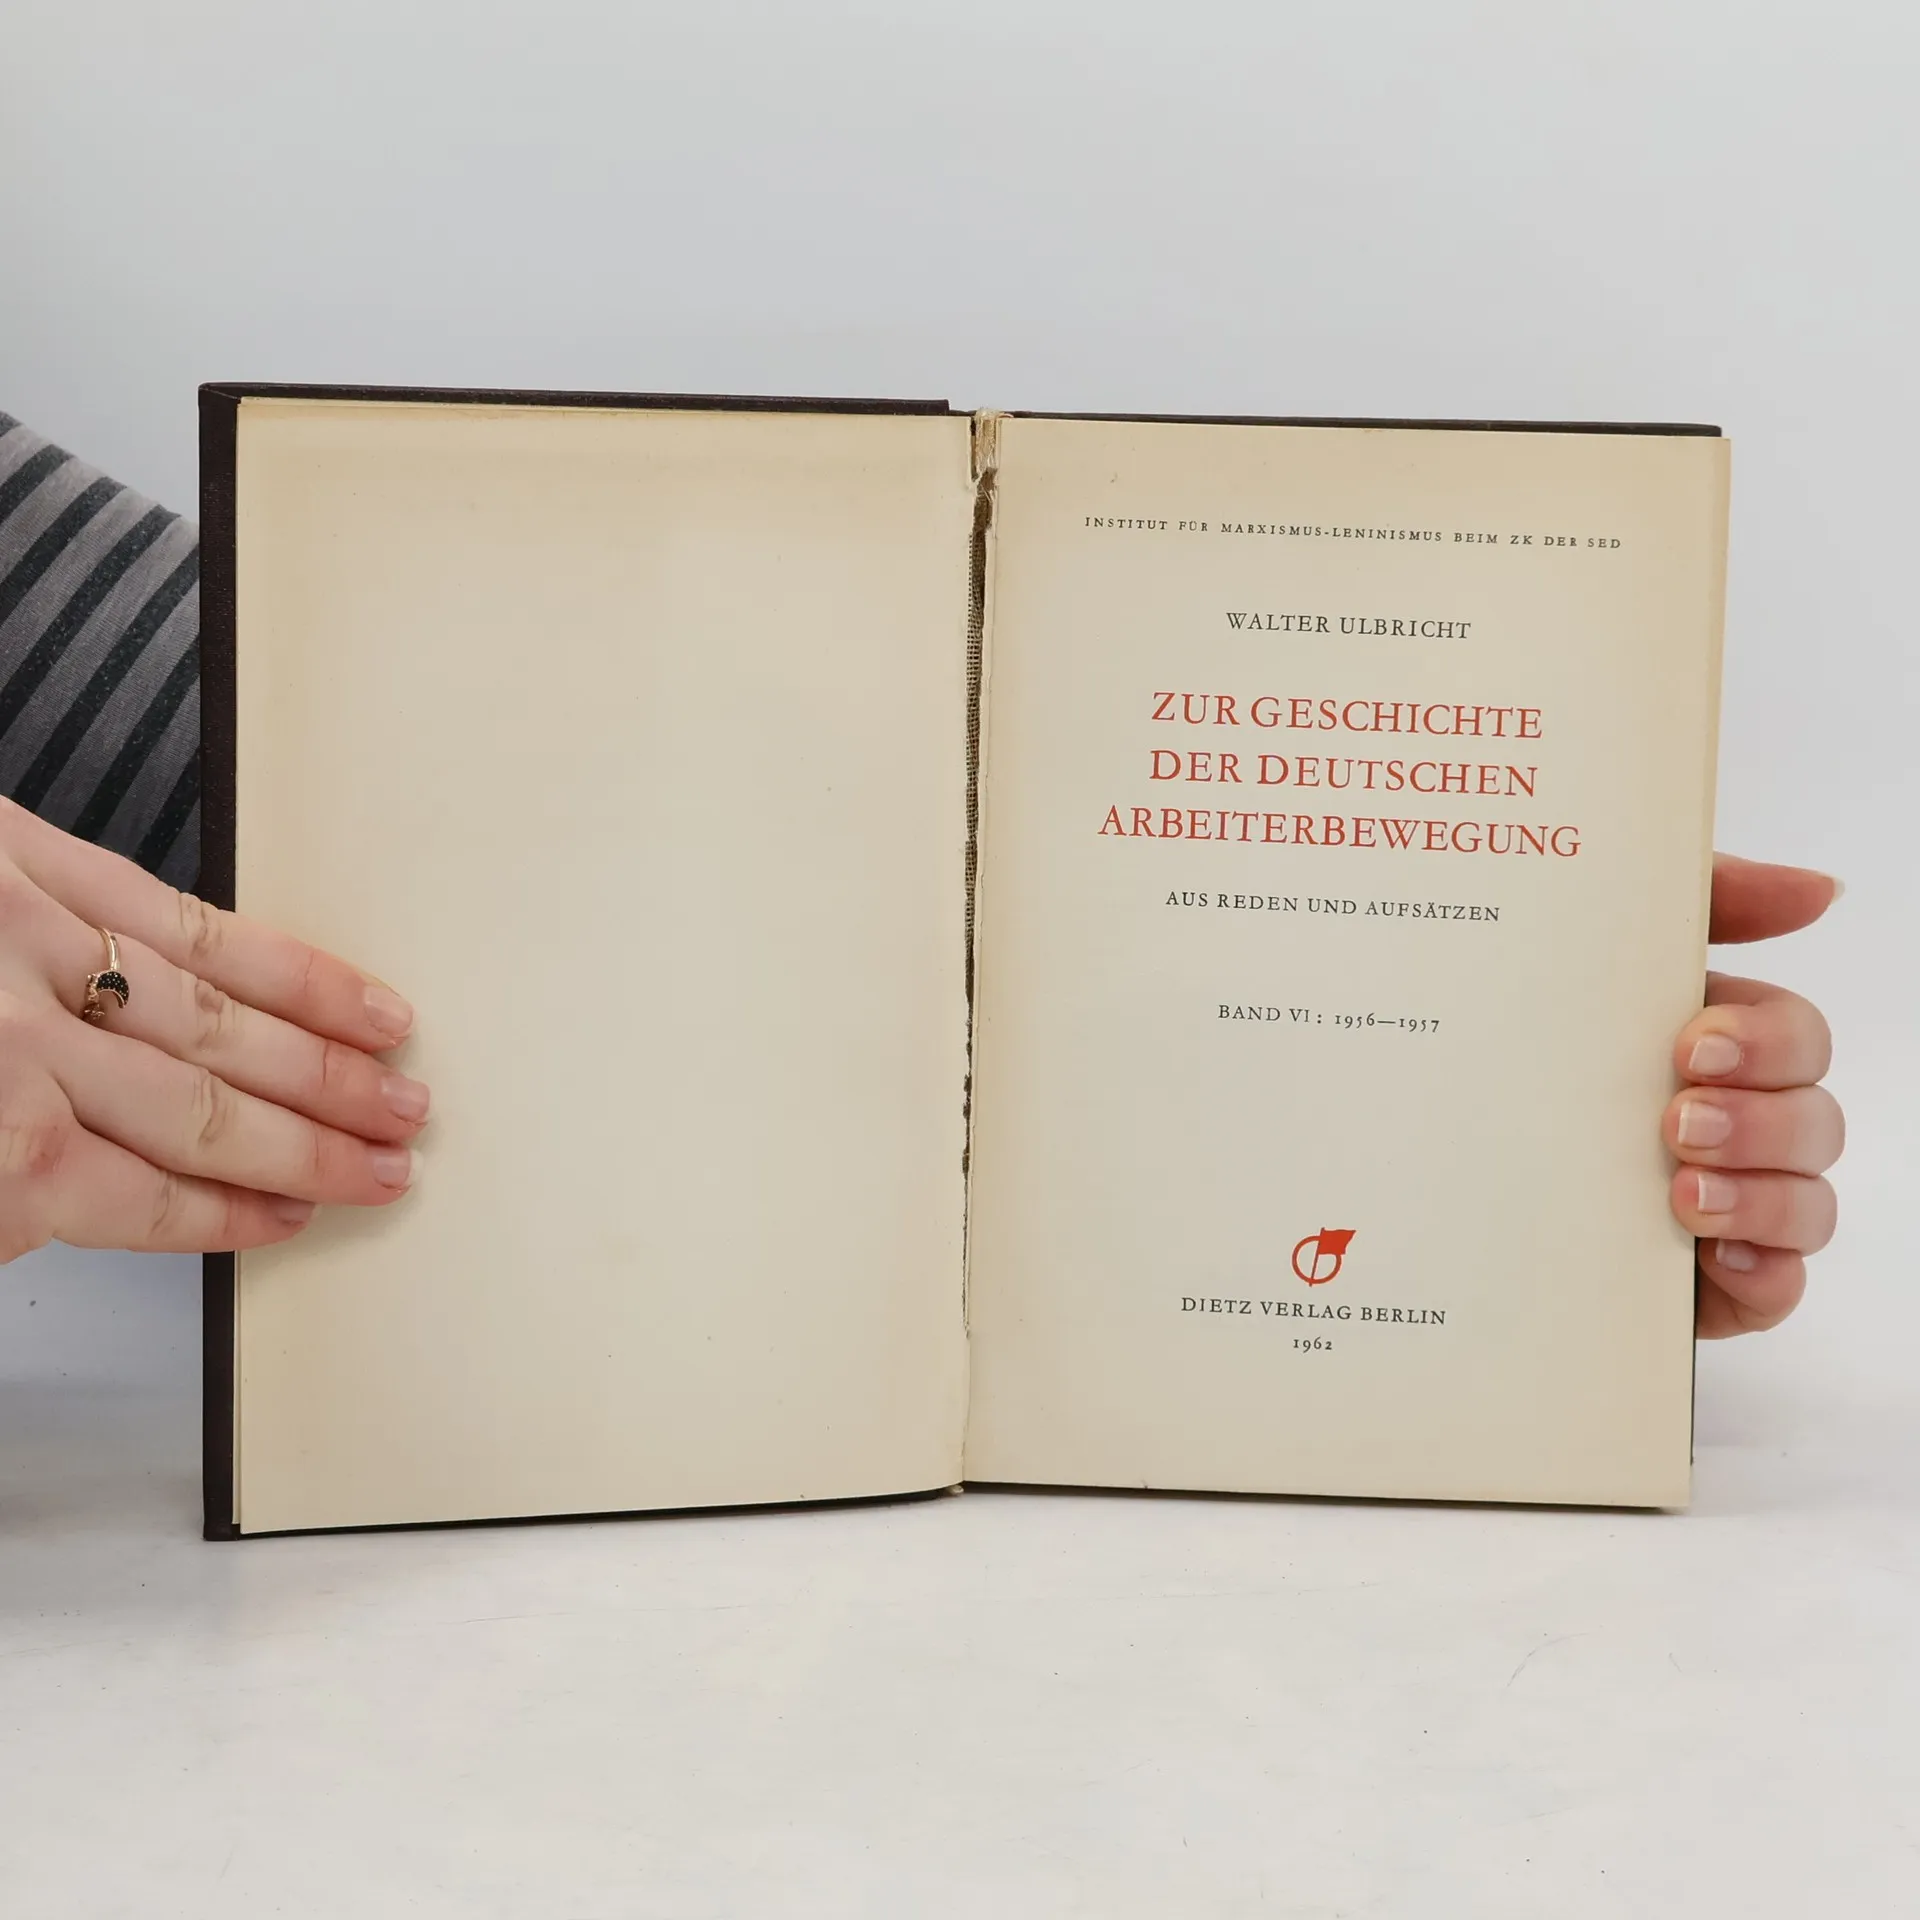 INSTITUT FÜR MARXISMUS-LENINISMUS BEIM ZK DER SED
WALTER ULBRICHT
ZUR GESCHICHTE
DER DEUTSCHEN
ARBEITERBEWEGUNG
AUS REDEN UND AUFSÄTZEN
BAND VI: 1956—1957
DIETZ VERLAG BERLIN
1962